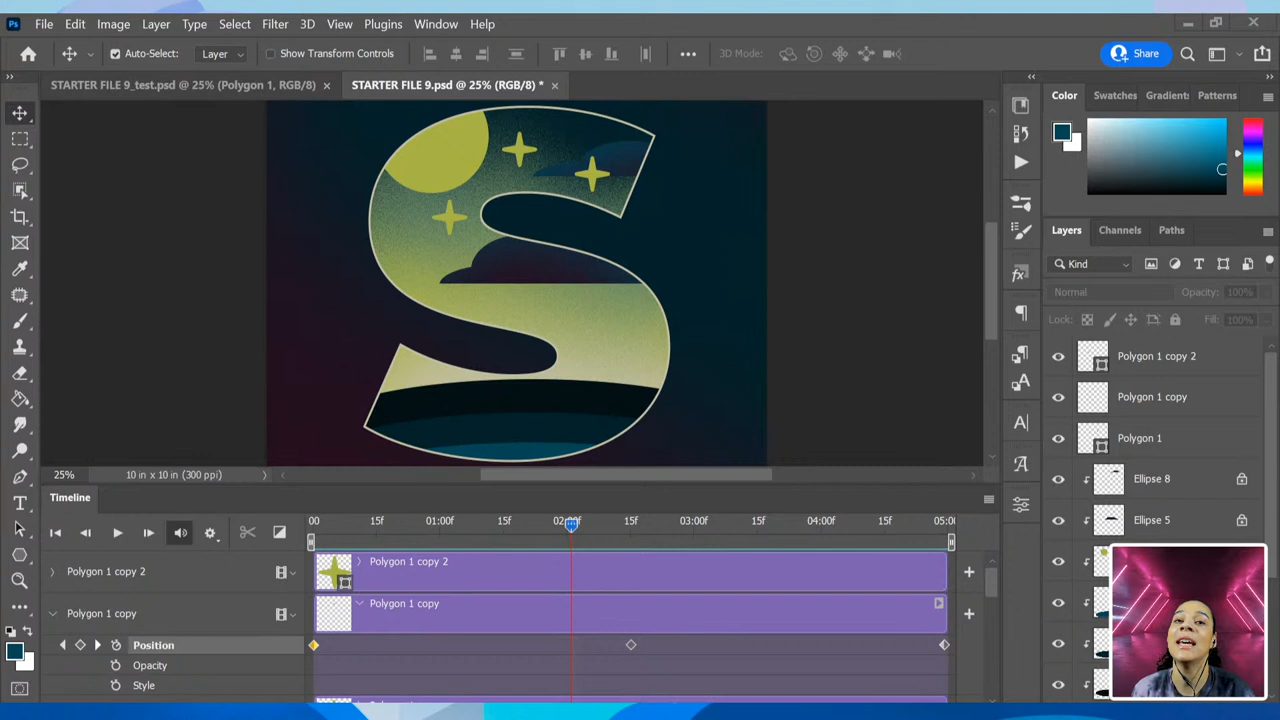 Ps File Edit Image Layer Type Select Filter 3D View Plugins Window Help
Auto-Select: Layer Show Transform Controls 3D Mode: Share
STARTER FILE 9_test.psd @ 25% (Polygon 1, RGB/8) × STARTER FILE 9.psd @ 25% (RGB/8) * ×
Color Swatches Gradient: Patterns
Layers Channels Paths
Kind
Normal Opacity: 100%
Lock: Fill: 100%
Polygon 1 copy 2
Polygon 1 copy
Polygon 1
Ellipse 8
Ellipse 5
S
25% 10 in x 10 in (300 ppi)
Timeline
00 15f 01:00f 15f 02:00f 15f 03:00f 15f 04:00f 15f 05:0
Polygon 1 copy 2 Polygon 1 copy 2
Polygon 1 copy Polygon 1 copy
Position
Opacity
Style